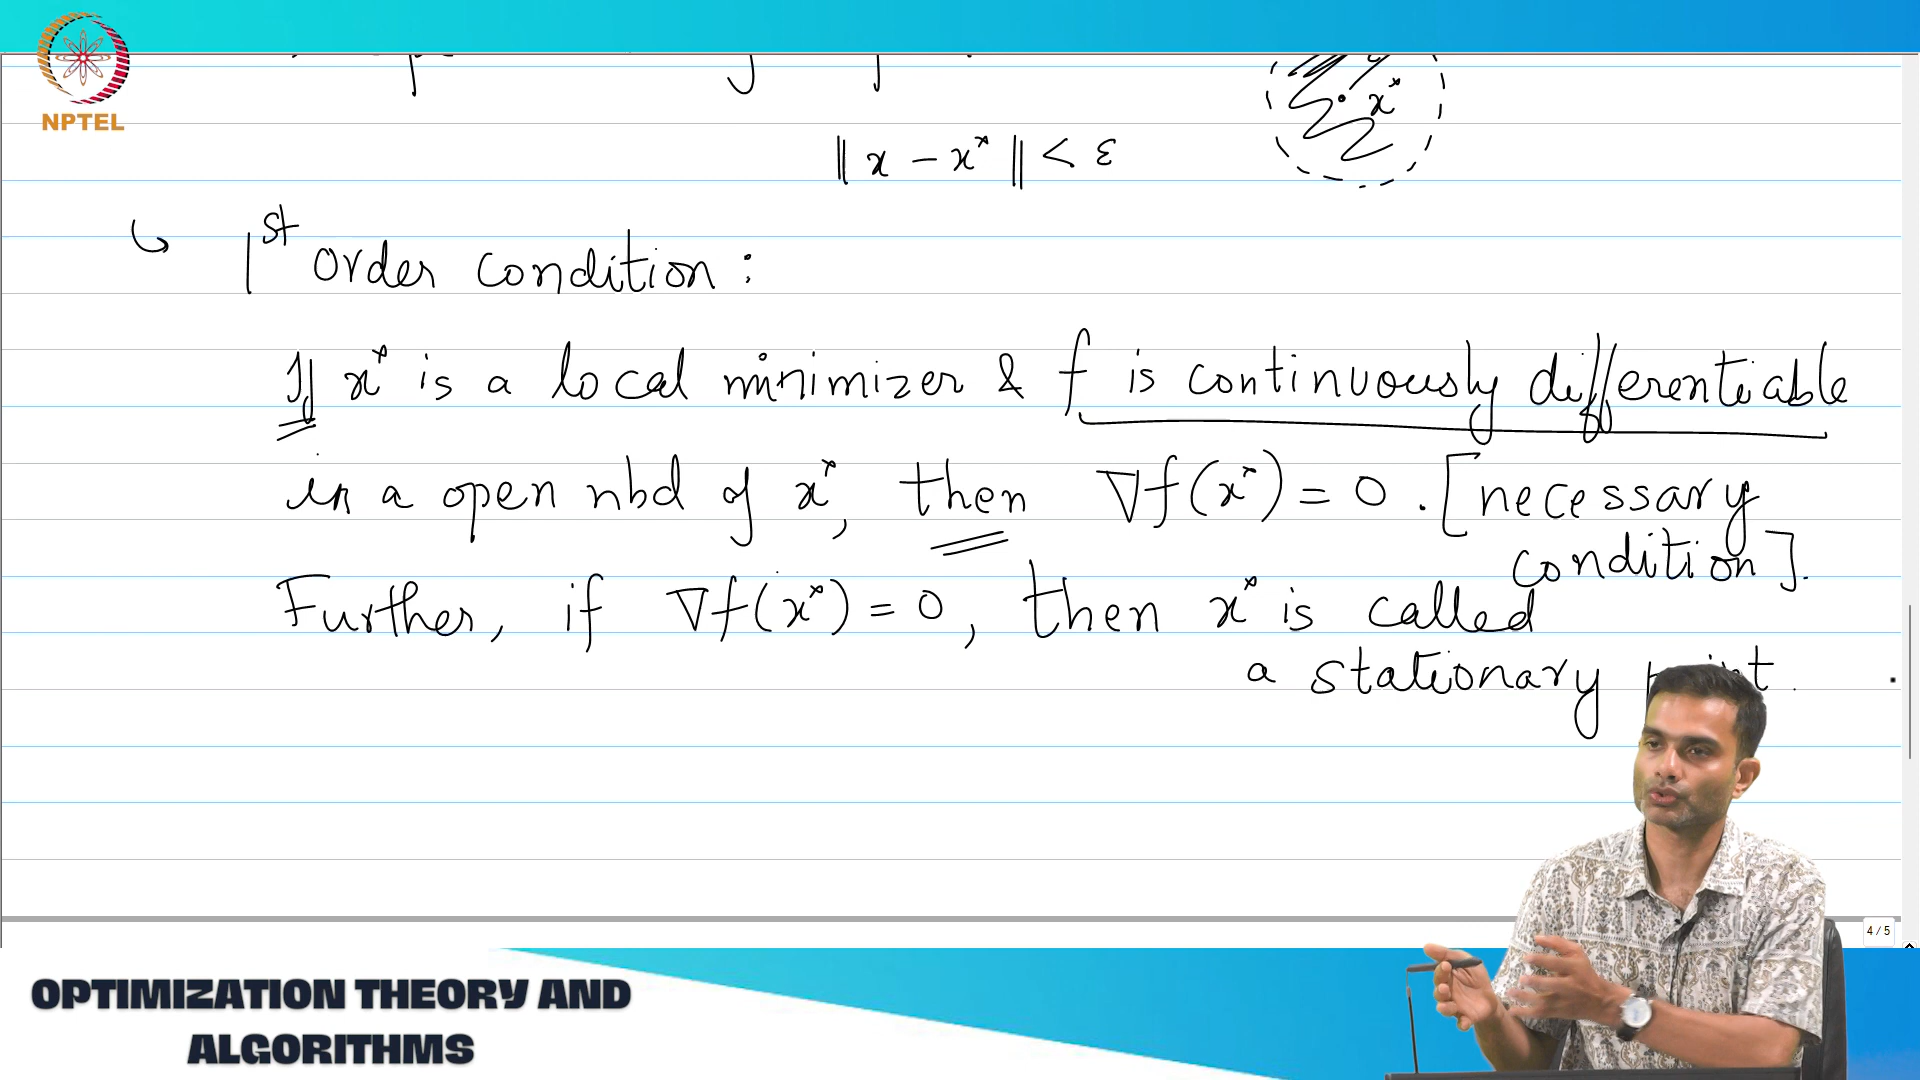 NPTEL
x*
‖x − x*‖ < ε
↳ 1st order condition :
If x* is a local minimizer & f is continuously differentiable
in a open nbd of x*, then ∇f(x*) = 0. [necessary
condition].
Further, if ∇f(x*) = 0, then x* is called
a stationary
4 / 5
OPTIMIZATION THEORY AND
ALGORITHMS